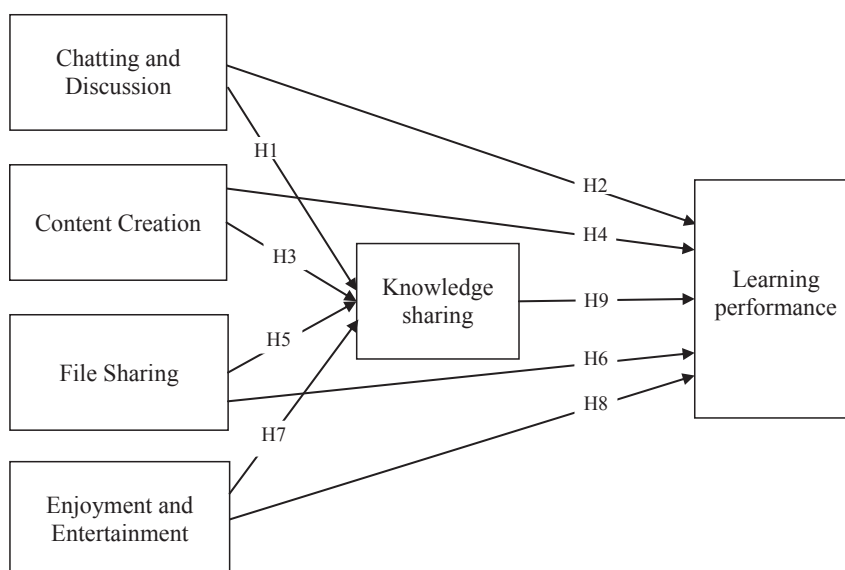 Chatting and
Discussion
H1
H2
Content Creation
H4
H3
Knowledge
sharing
Learning
performance
H9
H5
File Sharing
H6
H8
H7
Enjoyment and
Entertainment